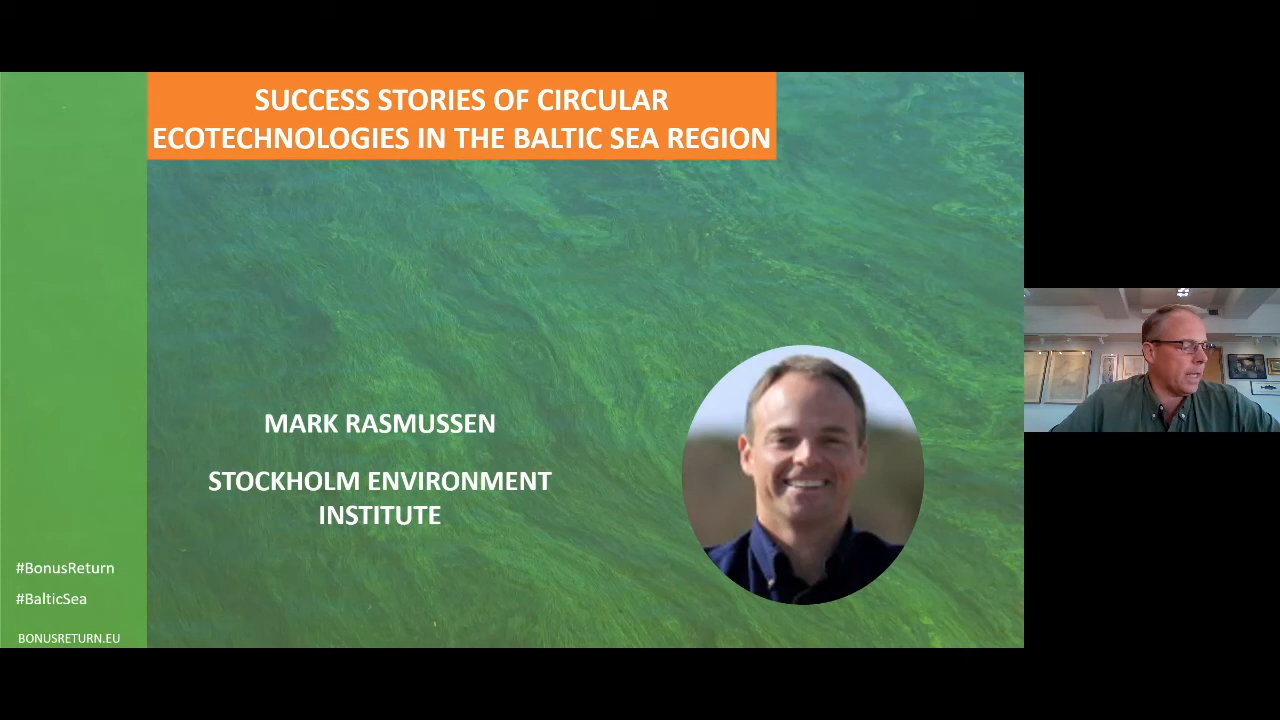 SUCCESS STORIES OF CIRCULAR
ECOTECHNOLOGIES IN THE BALTIC SEA REGION
MARK RASMUSSEN
STOCKHOLM ENVIRONMENT
INSTITUTE
#BonusReturn
#BalticSea
BONUSRETURN.EU